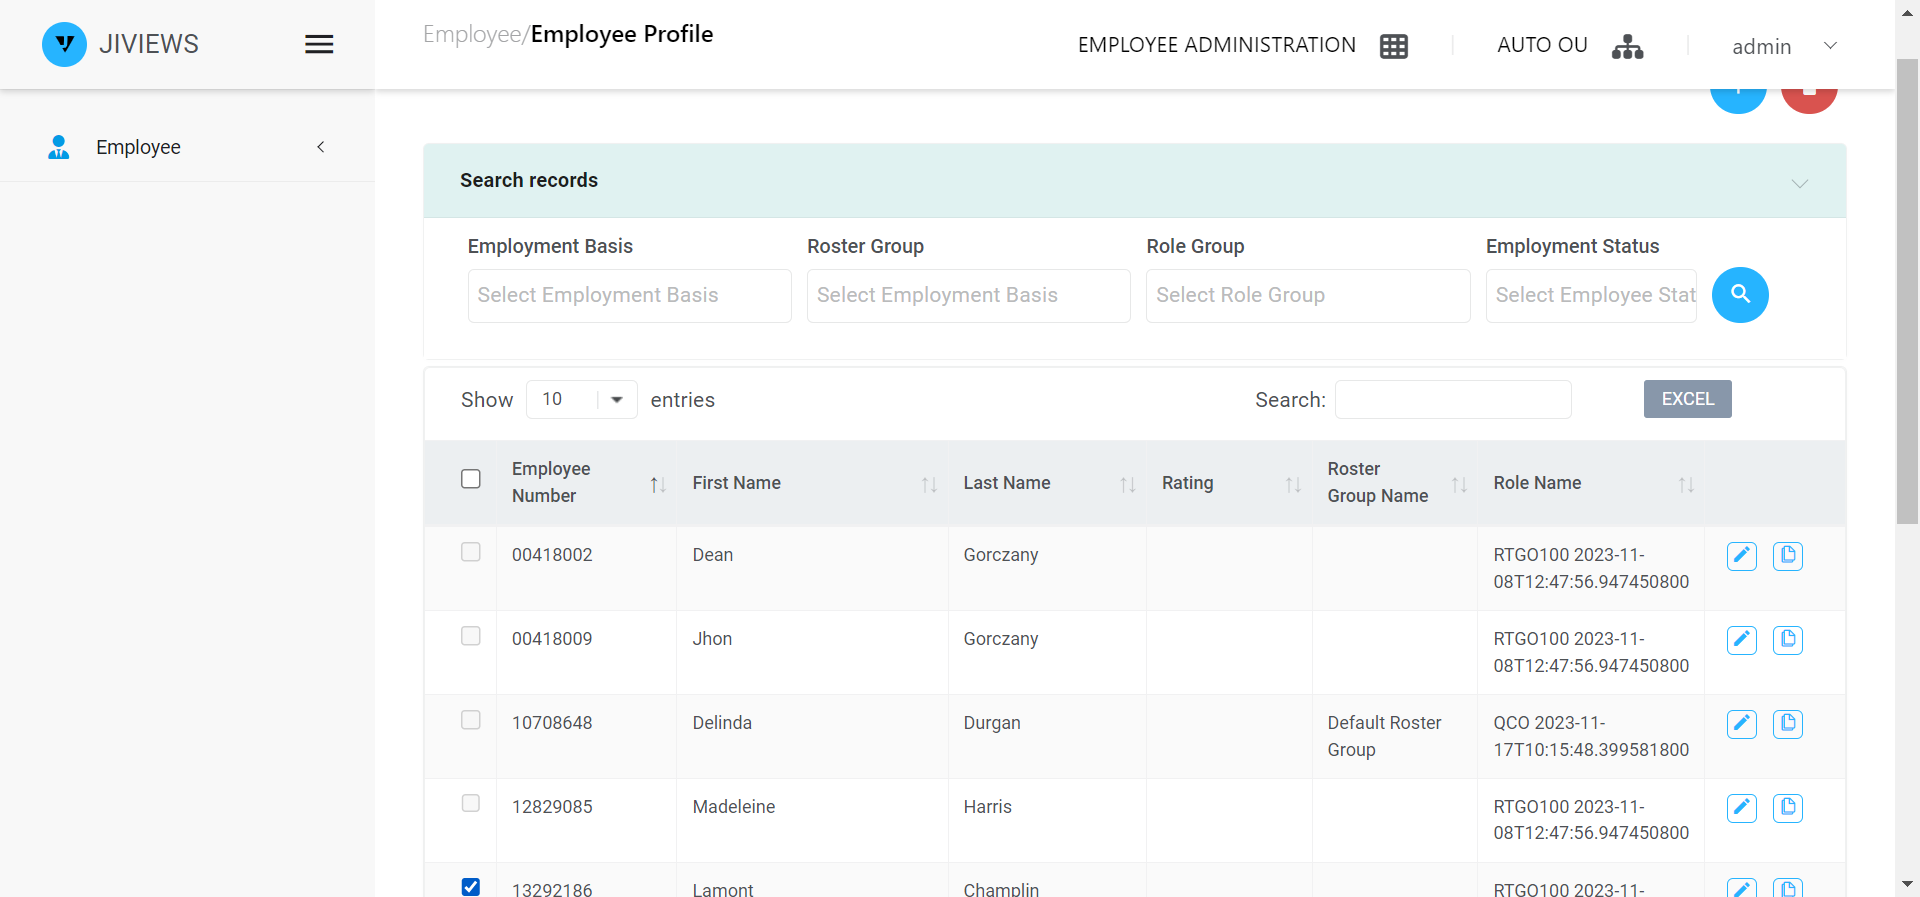 JIVIEWS
Employee/Employee Profile
EMPLOYEE ADMINISTRATION
AUTO OU
admin
Employee
Search records
Employment Basis
Roster Group
Role Group
Employment Status
Select Employment Basis
Select Employment Basis
Select Role Group
Select Employee Stat
Show 10 entries
Search:
EXCEL
Employee Number
First Name
Last Name
Rating
Roster Group Name
Role Name
00418002 Dean Gorczany RTGO100 2023-11-
08T12:47:56.947450800
00418009 Jhon Gorczany RTGO100 2023-11-
08T12:47:56.947450800
10708648 Delinda Durgan Default Roster Group QCO 2023-11-
17T10:15:48.399581800
12829085 Madeleine Harris RTGO100 2023-11-
08T12:47:56.947450800
13292186 Lamont Champlin RTGO100 2023-11-